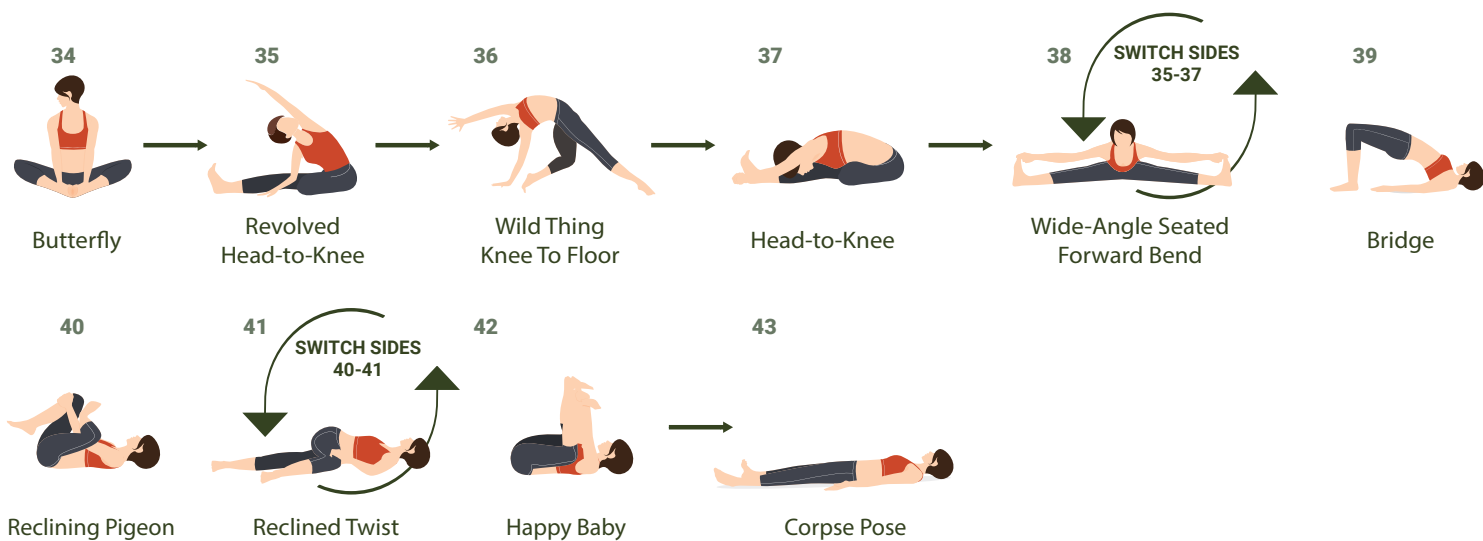 34
35
36
37
38
SWITCH SIDES
35-37
39
Butterfly
Revolved
Head-to-Knee
Wild Thing
Knee To Floor
Head-to-Knee
Wide-Angle Seated
Forward Bend
Bridge
40
41
SWITCH SIDES
40-41
42
43
Reclining Pigeon
Reclined Twist
Happy Baby
Corpse Pose